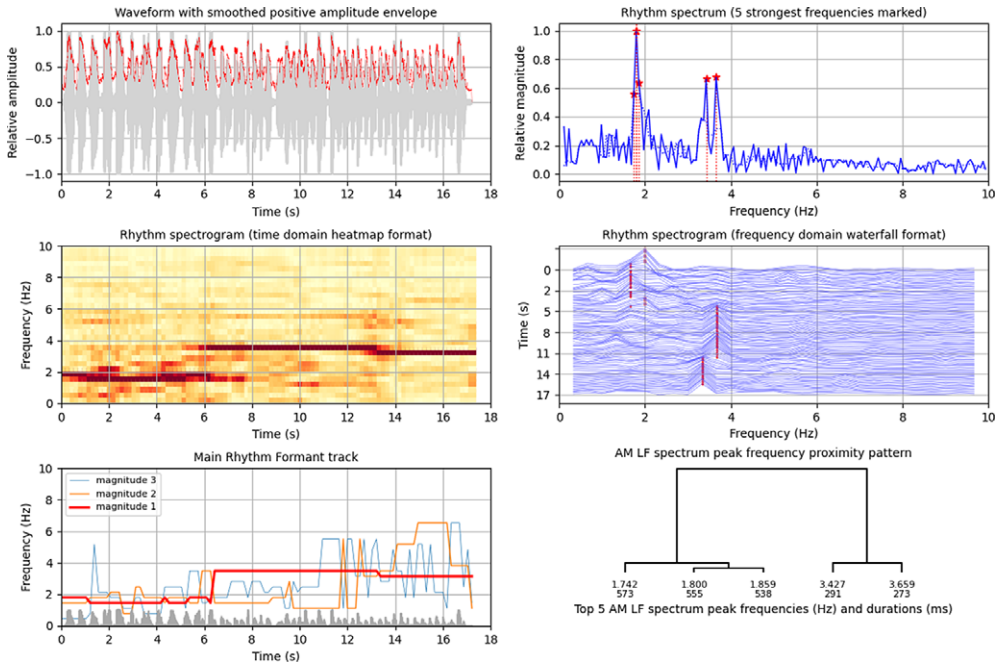 Waveform with smoothed positive amplitude envelope
Relative amplitude
1.0
0.5
0.0
−0.5
−1.0
0 2 4 6 8 10 12 14 16 18
Time (s)
Rhythm spectrum (5 strongest frequencies marked)
Relative magnitude
1.0
0.8
0.6
0.4
0.2
0.0
0 2 4 6 8 10
Frequency (Hz)
Rhythm spectrogram (time domain heatmap format)
Frequency (Hz)
10
8
6
4
2
0
0 2 4 6 8 10 12 14 16 18
Time (s)
Rhythm spectrogram (frequency domain waterfall format)
Time (s)
0
2
5
8
11
14
17
0 2 4 6 8 10
Frequency (Hz)
Main Rhythm Formant track
Frequency (Hz)
10
8
6
4
2
0
magnitude 3
magnitude 2
magnitude 1
0 2 4 6 8 10 12 14 16 18
Time (s)
AM LF spectrum peak frequency proximity pattern
1.742 1.800 1.859 3.427 3.659
573 555 538 291 273
Top 5 AM LF spectrum peak frequencies (Hz) and durations (ms)